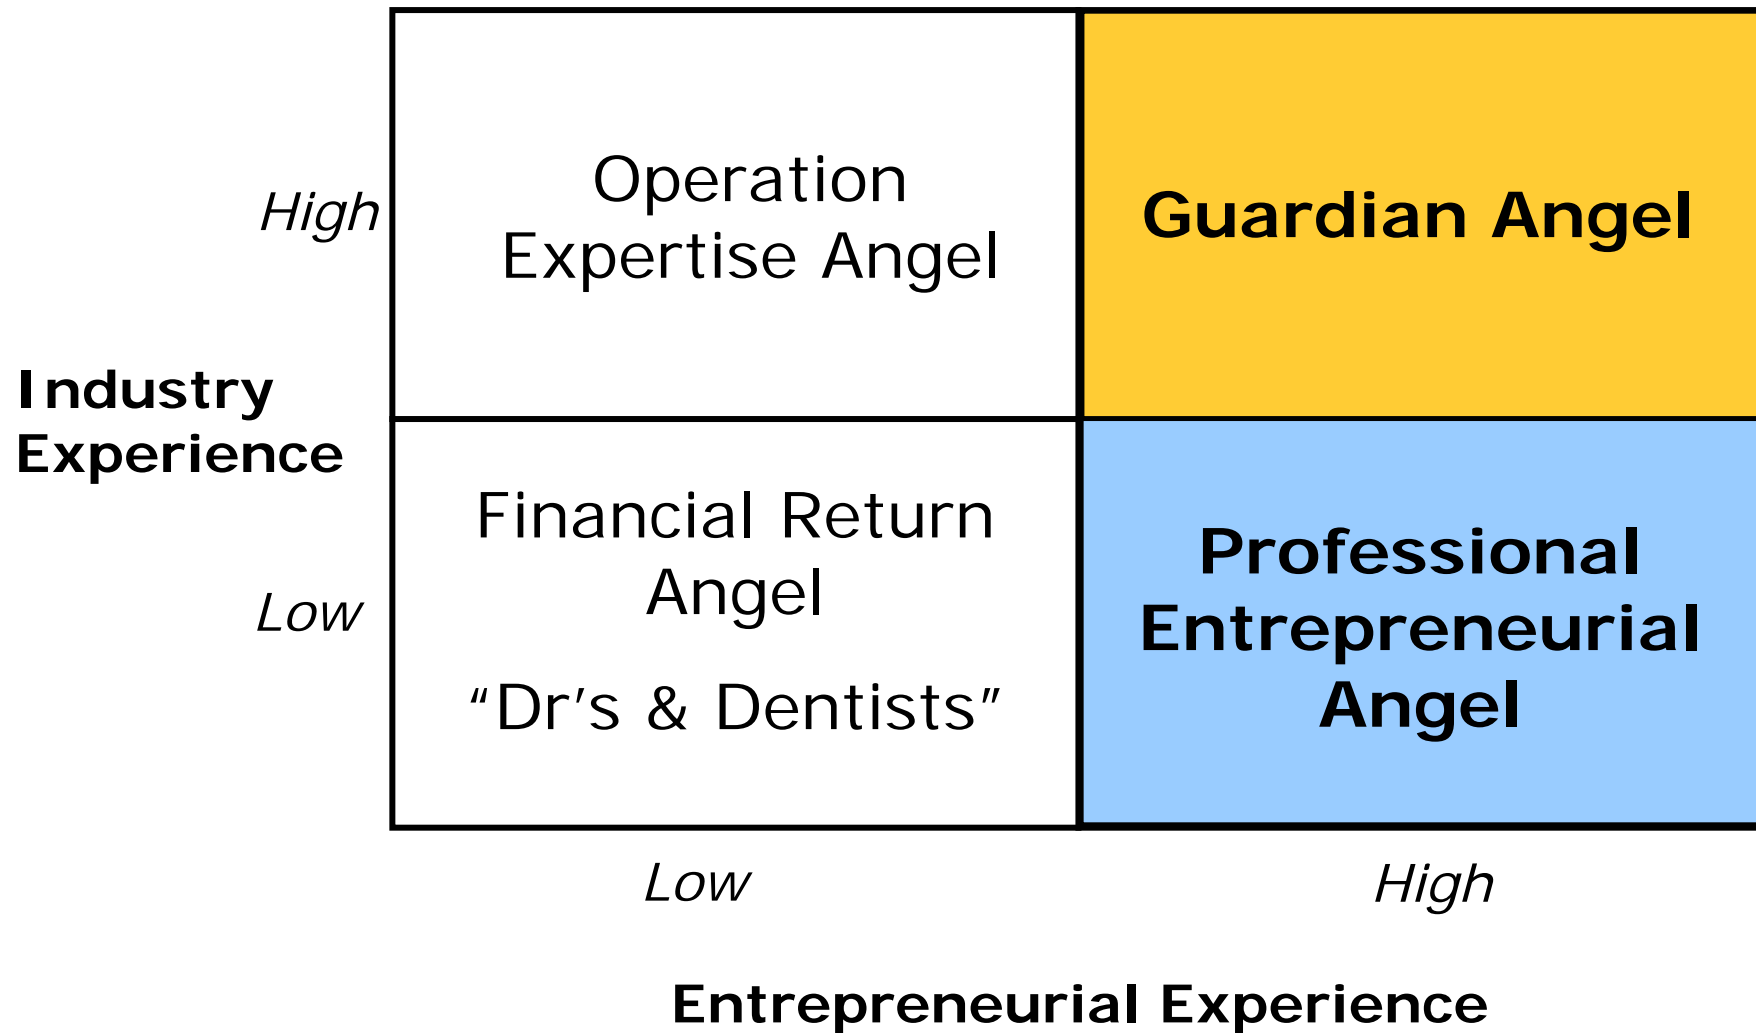 High
Operation
Expertise Angel
Guardian Angel
Industry
Experience
Low
Financial Return
Angel
“Dr's & Dentists”
Professional
Entrepreneurial
Angel
Low
High
Entrepreneurial Experience